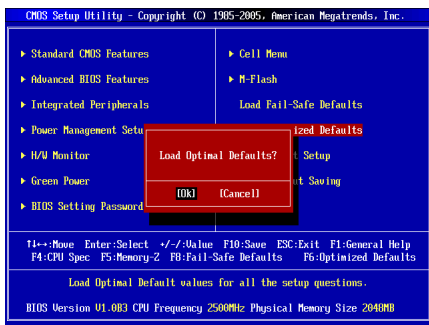 CMOS Setup Utility - Copyright (C) 1985-2005, American Megatrends, Inc.
Standard CMOS Features
Cell Menu
Advanced BIOS Features
M-Flash
Integrated Peripherals
Load Fail-Safe Defaults
Power Management Setu
ized Defaults
H/W Monitor
Load Optimal Defaults?
t Setup
Green Power
[Ok] [Cancel]
ut Saving
BIOS Setting Password
↑↓←→:Move Enter:Select +/-/:Value F10:Save ESC:Exit F1:General Help
F4:CPU Spec F5:Memory-Z F8:Fail-Safe Defaults F6:Optimized Defaults
Load Optimal Default values for all the setup questions.
BIOS Version V1.0B3 CPU Frequency 2500MHz Physical Memory Size 2048MB